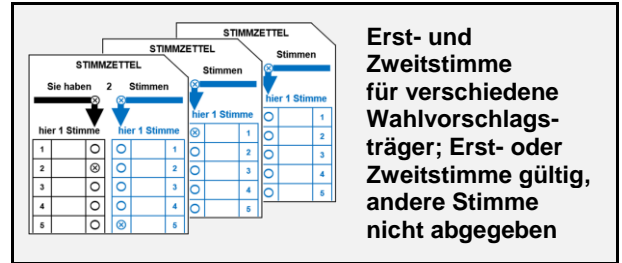 STIMMZETTEL
Stimmen
hier 1 Stimme
1
2
3
4
5
STIMMZETTEL
Stimmen
hier 1 Stimme
1
2
3
4
5
STIMMZETTEL
Sie haben 2 Stimmen
hier 1 Stimme hier 1 Stimme
1 1
2 2
3 3
4 4
5 5
Erst- und
Zweitstimme
für verschiedene
Wahlvorschlags-
träger; Erst- oder
Zweitstimme gültig,
andere Stimme
nicht abgegeben